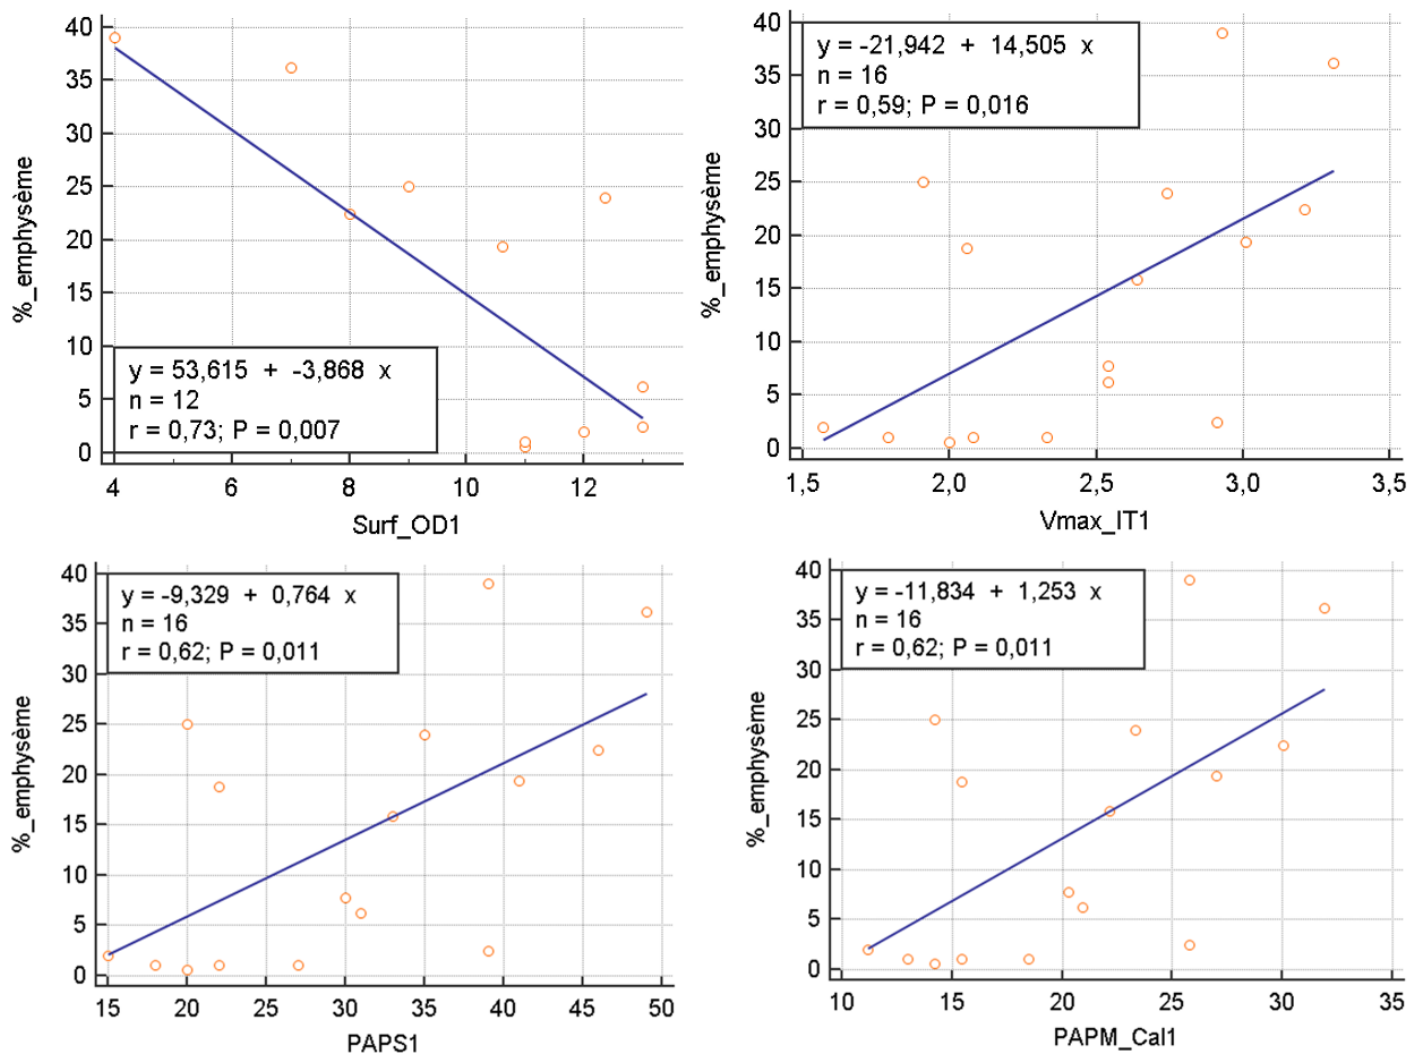 40
35
30
25
20
15
10
5
0
%_emphysème
y = 53,615 + -3,868 x
n = 12
r = 0,73; P = 0,007
4 6 8 10 12
Surf_OD1
40
35
30
25
20
15
10
5
0
%_emphysème
y = -21,942 + 14,505 x
n = 16
r = 0,59; P = 0,016
1,5 2,0 2,5 3,0 3,5
Vmax_IT1
40
35
30
25
20
15
10
5
0
%_emphysème
y = -9,329 + 0,764 x
n = 16
r = 0,62; P = 0,011
15 20 25 30 35 40 45 50
PAPS1
40
35
30
25
20
15
10
5
0
%_emphysème
y = -11,834 + 1,253 x
n = 16
r = 0,62; P = 0,011
10 15 20 25 30 35
PAPM_Cal1